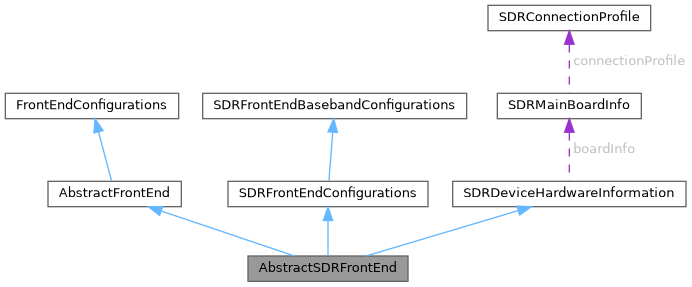 SDRConnectionProfile
connectionProfile
FrontEndConfigurations
SDRFrontEndBasebandConfigurations
SDRMainBoardInfo
boardInfo
AbstractFrontEnd
SDRFrontEndConfigurations
SDRDeviceHardwareInformation
AbstractSDRFrontEnd